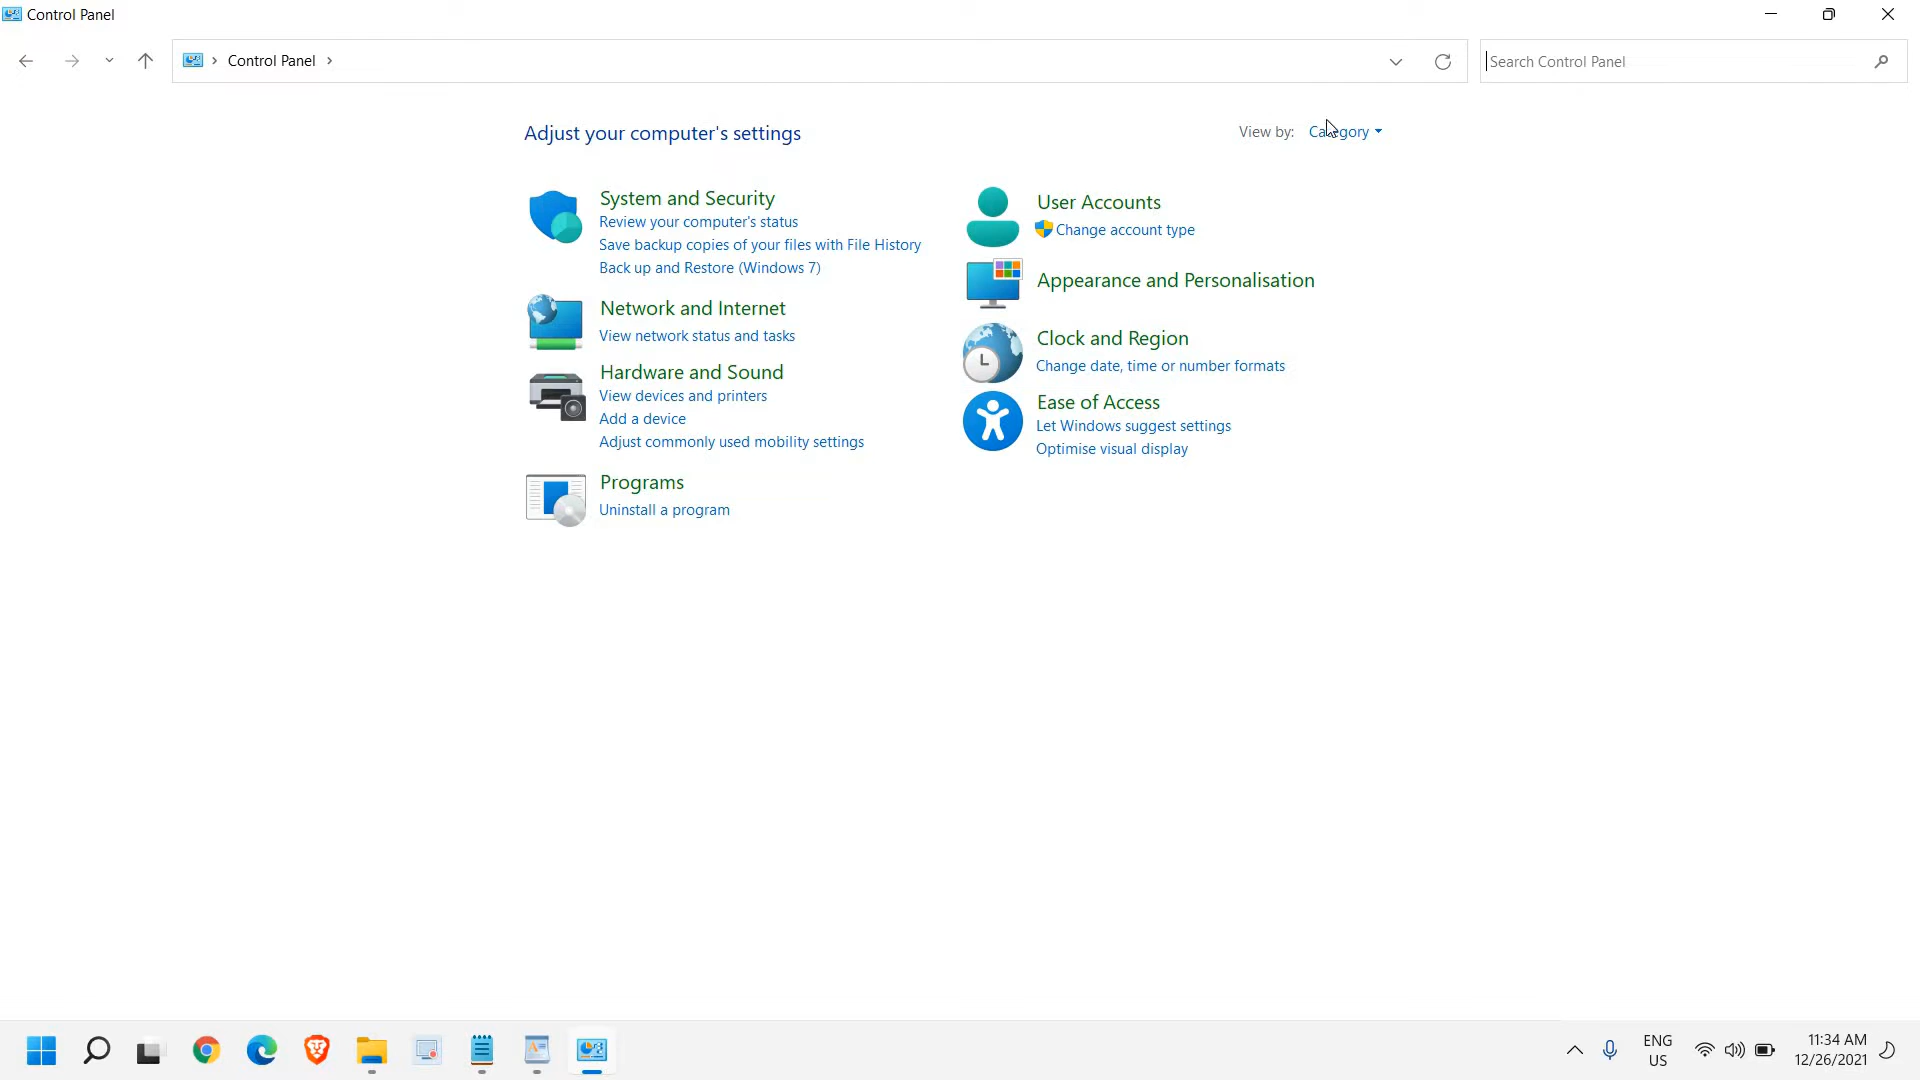 Control Panel
Control Panel
Search Control Panel
Adjust your computer's settings
View by: Category
System and Security
Review your computer's status
Save backup copies of your files with File History
Back up and Restore (Windows 7)
Network and Internet
View network status and tasks
Hardware and Sound
View devices and printers
Add a device
Adjust commonly used mobility settings
Programs
Uninstall a program
User Accounts
Change account type
Appearance and Personalisation
Clock and Region
Change date, time or number formats
Ease of Access
Let Windows suggest settings
Optimise visual display
ENG
US
11:34 AM
12/26/2021